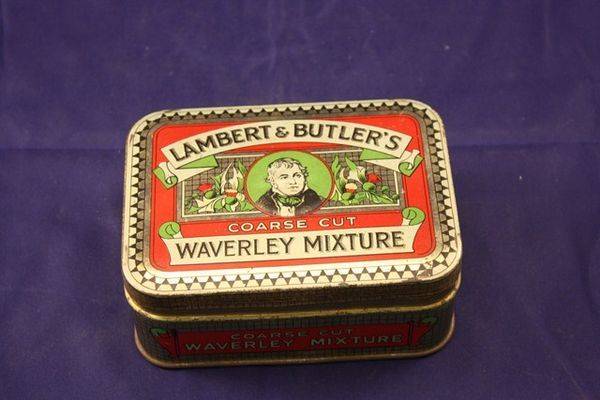 LAMBERT & BUTLER'S
COARSE CUT
WAVERLEY MIXTURE
COARSE CUT
WAVERLEY MIXTURE